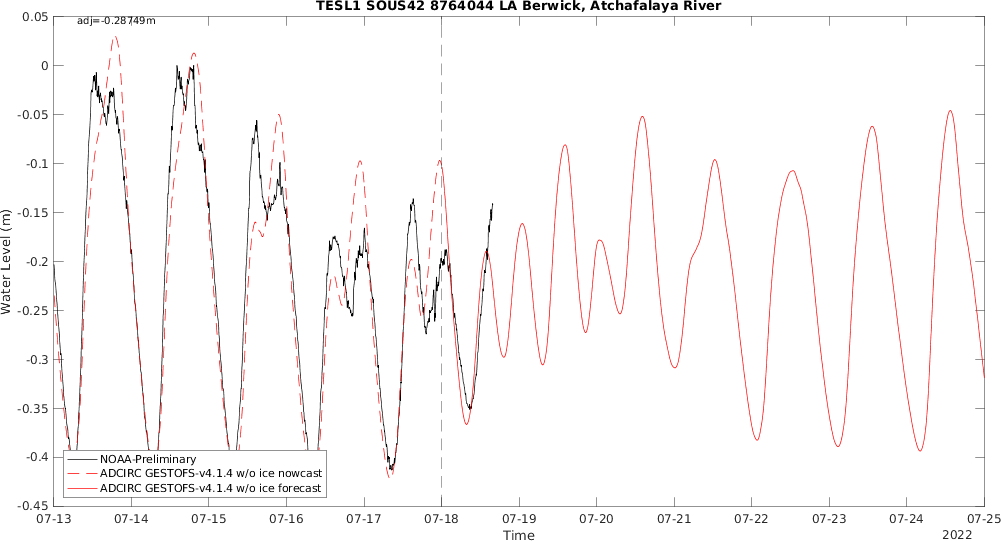 TESL1 SOUS42 8764044 LA Berwick, Atchafalaya River
adj=-0.28749m
0.05
0
-0.05
-0.1
-0.15
-0.2
-0.25
-0.3
-0.35
-0.4
-0.45
Water Level (m)
NOAA-Preliminary
ADCIRC GESTOFS-v4.1.4 w/o ice nowcast
ADCIRC GESTOFS-v4.1.4 w/o ice forecast
07-13 07-14 07-15 07-16 07-17 07-18 07-19 07-20 07-21 07-22 07-23 07-24 07-25
Time
2022